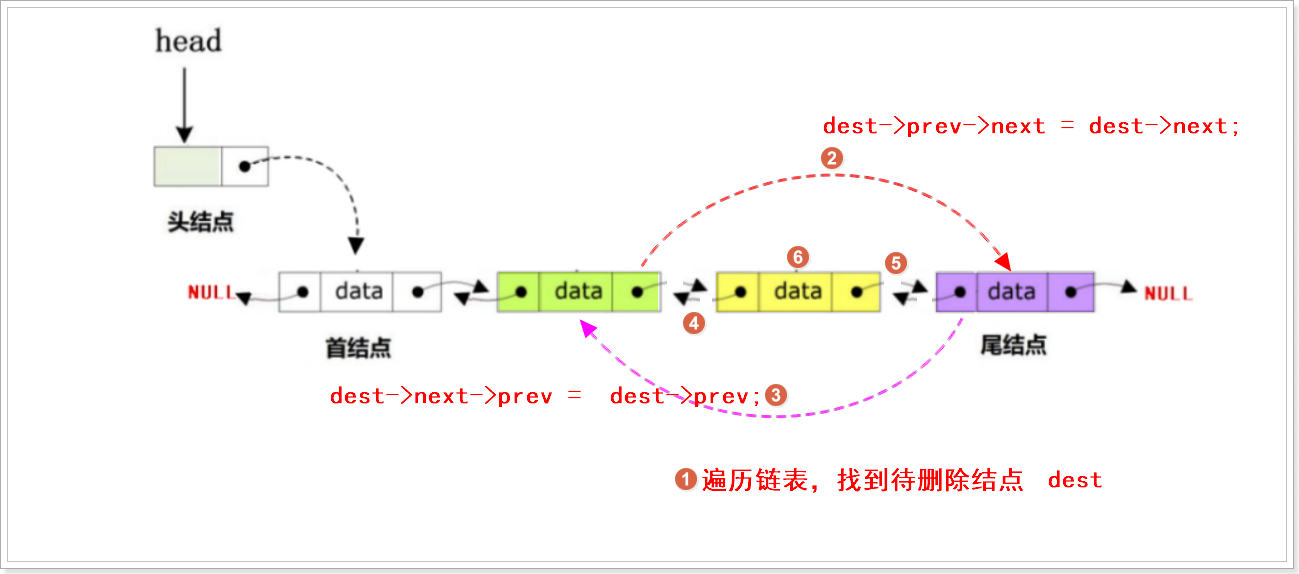 head
dest->prev->next = dest->next;
2
头结点
6
5
NULL
data
data
data
data
NULL
4
首结点
尾结点
dest->next->prev = dest->prev;3
1遍历链表，找到待删除结点 dest